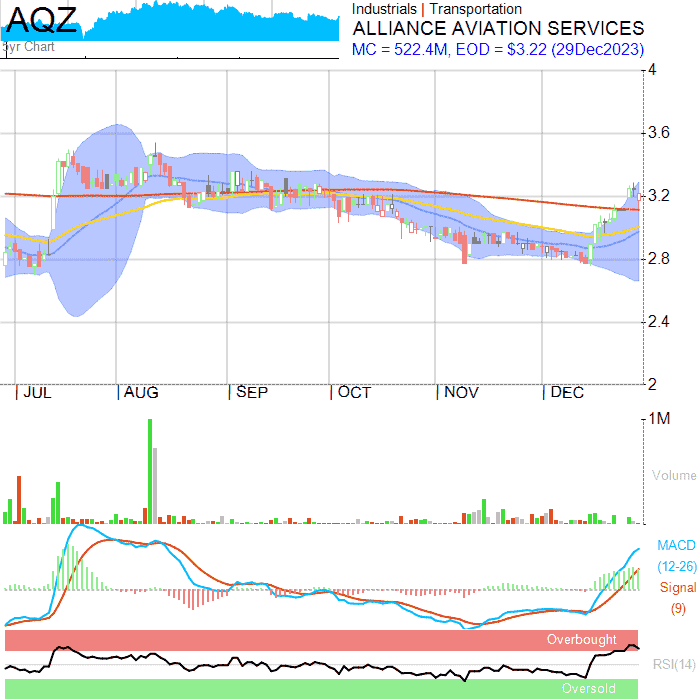 AQZ
5yr Chart
Industrials | Transportation
ALLIANCE AVIATION SERVICES
MC = 522.4M, EOD = $3.22 (29Dec2023)
4
3.6
3.2
2.8
2.4
2
| JUL | AUG | SEP | OCT | NOV | DEC
1M
Volume
MACD
(12-26)
Signal
(9)
Overbought
RSI(14)
Oversold